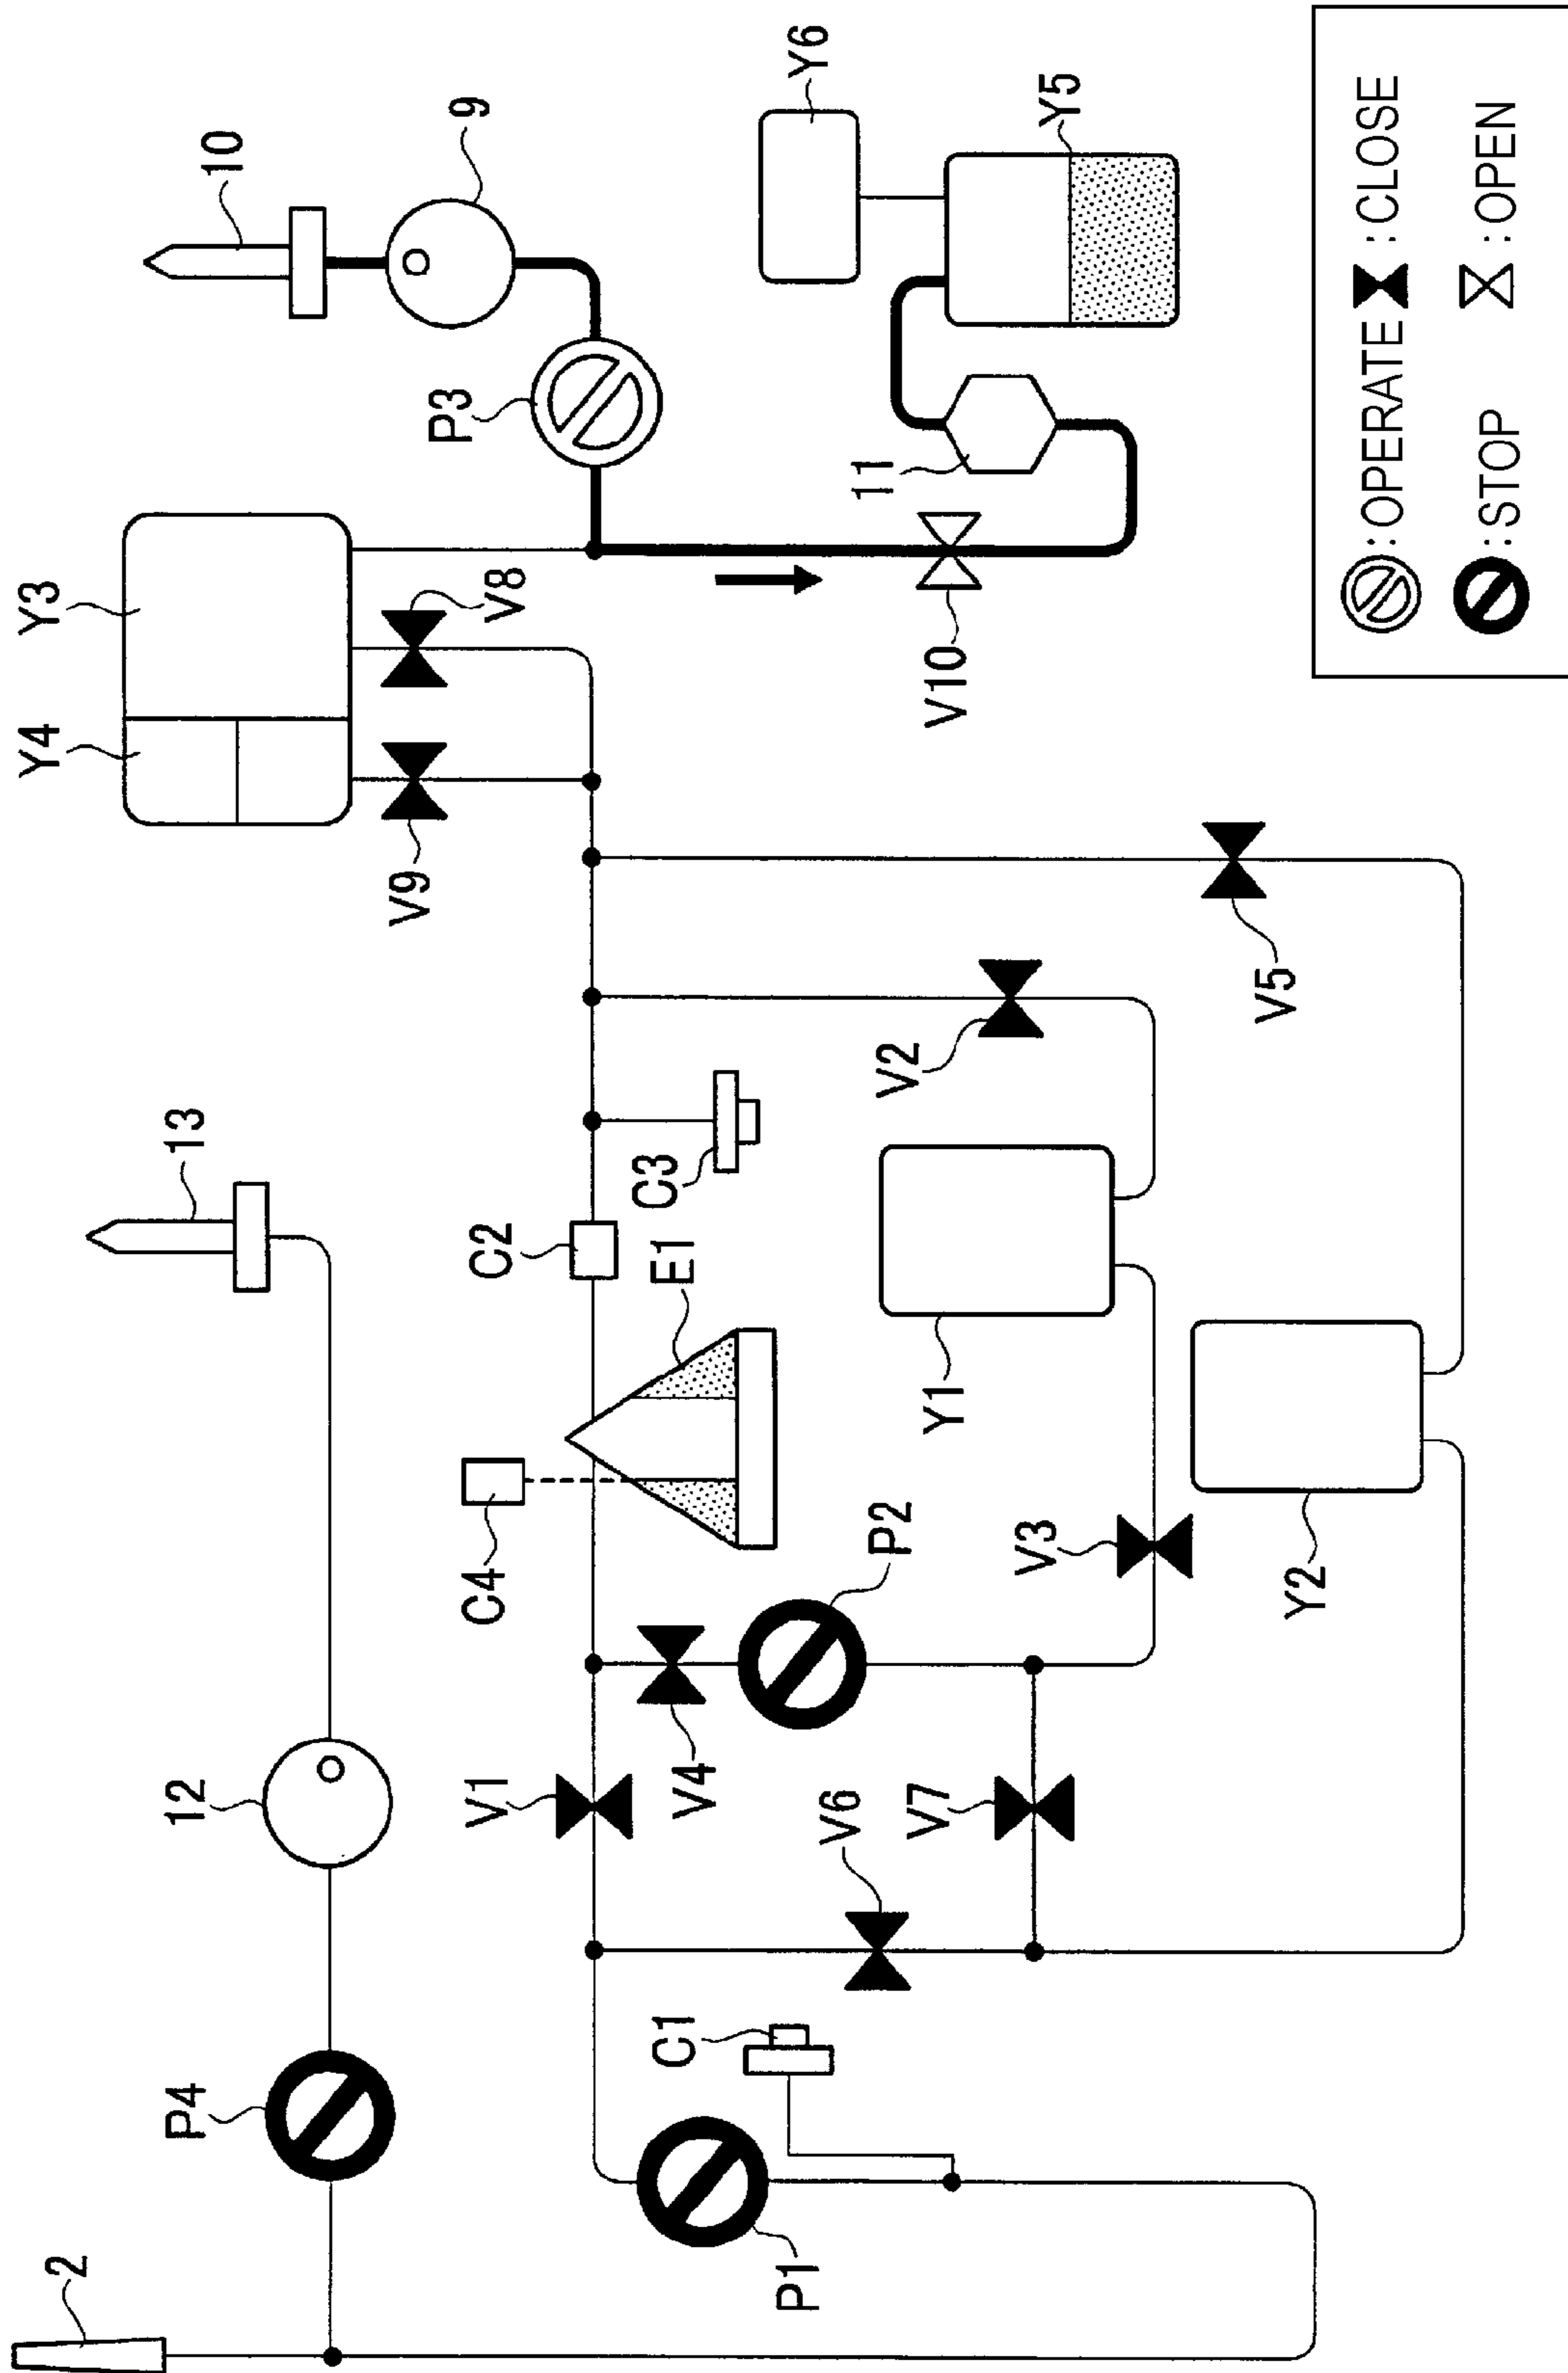 2
P4
12
13
10
9
Y4
Y3
V9
V8
P3
C4
C2
E1
C3
V1
V4
P2
P1
C1
V6
V7
V3
Y1
V2
Y2
V5
V10
11
Y5
Y6
:OPERATE
:CLOSE
:STOP
:OPEN